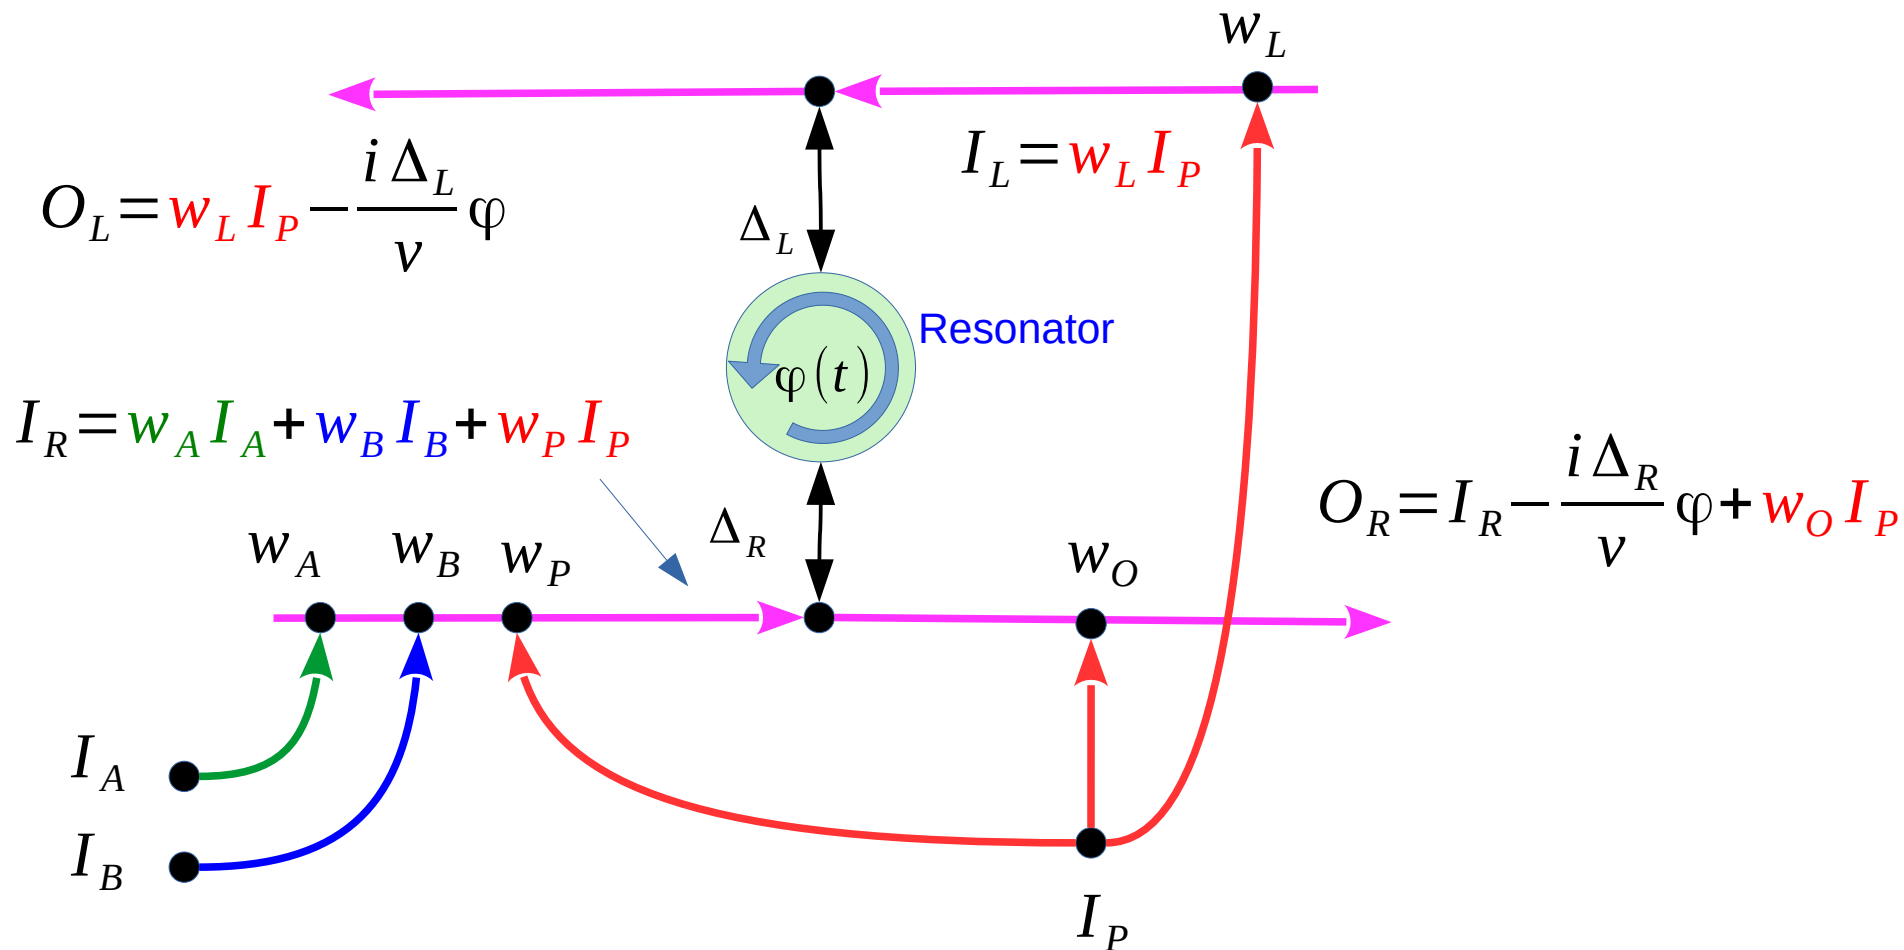 w_L
I_L = w_L I_P
O_L = w_L I_P − (i Δ_L / v) φ
Δ_L
Resonator
φ(t)
I_R = w_A I_A + w_B I_B + w_P I_P
O_R = I_R − (i Δ_R / v) φ + w_O I_P
Δ_R
w_A w_B w_P w_O
I_A
I_B
I_P